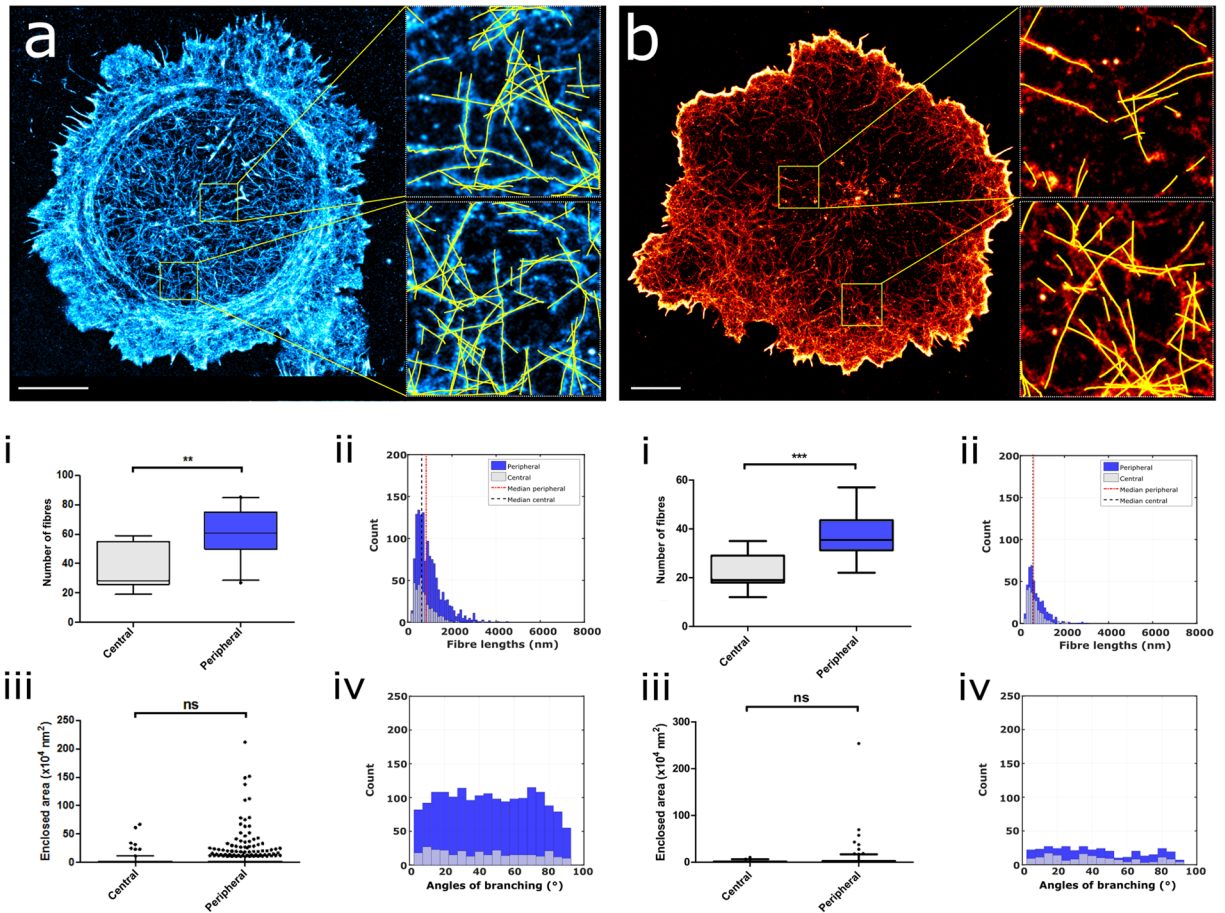 a
b
i
**
Number of fibres
100
80
60
40
20
0
Central
Peripheral
ii
Count
200
150
100
50
0
0 2000 4000 6000 8000
Fibre lengths (nm)
Peripheral
Central
Median peripheral
Median central
i
***
Number of fibres
60
40
20
0
Central
Peripheral
ii
Count
200
150
100
50
0
0 2000 4000 6000 8000
Fibre lengths (nm)
Peripheral
Central
Median peripheral
Median central
iii
ns
Enclosed area (x10⁴ nm²)
250
200
150
100
50
0
Central
Peripheral
iv
Count
250
200
150
100
50
0
0 20 40 60 80 100
Angles of branching (°)
iii
ns
Enclosed area (x10⁴ nm²)
300
200
100
0
Central
Peripheral
iv
Count
250
200
150
100
50
0
0 20 40 60 80 100
Angles of branching (°)